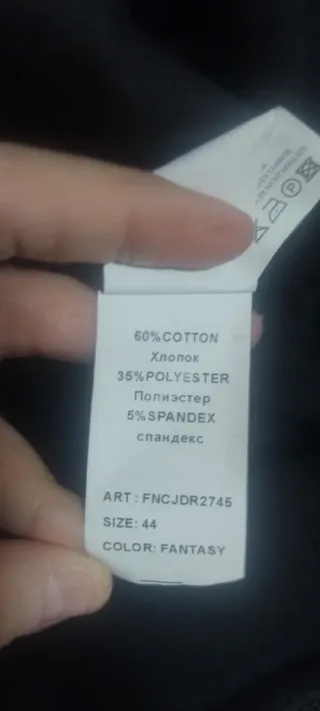 60%COTTON
Хлопок
35%POLYESTER
Полиэстер
5%SPANDEX
спандекс
ART: FNCJDR2745
SIZE: 44
COLOR: FANTASY